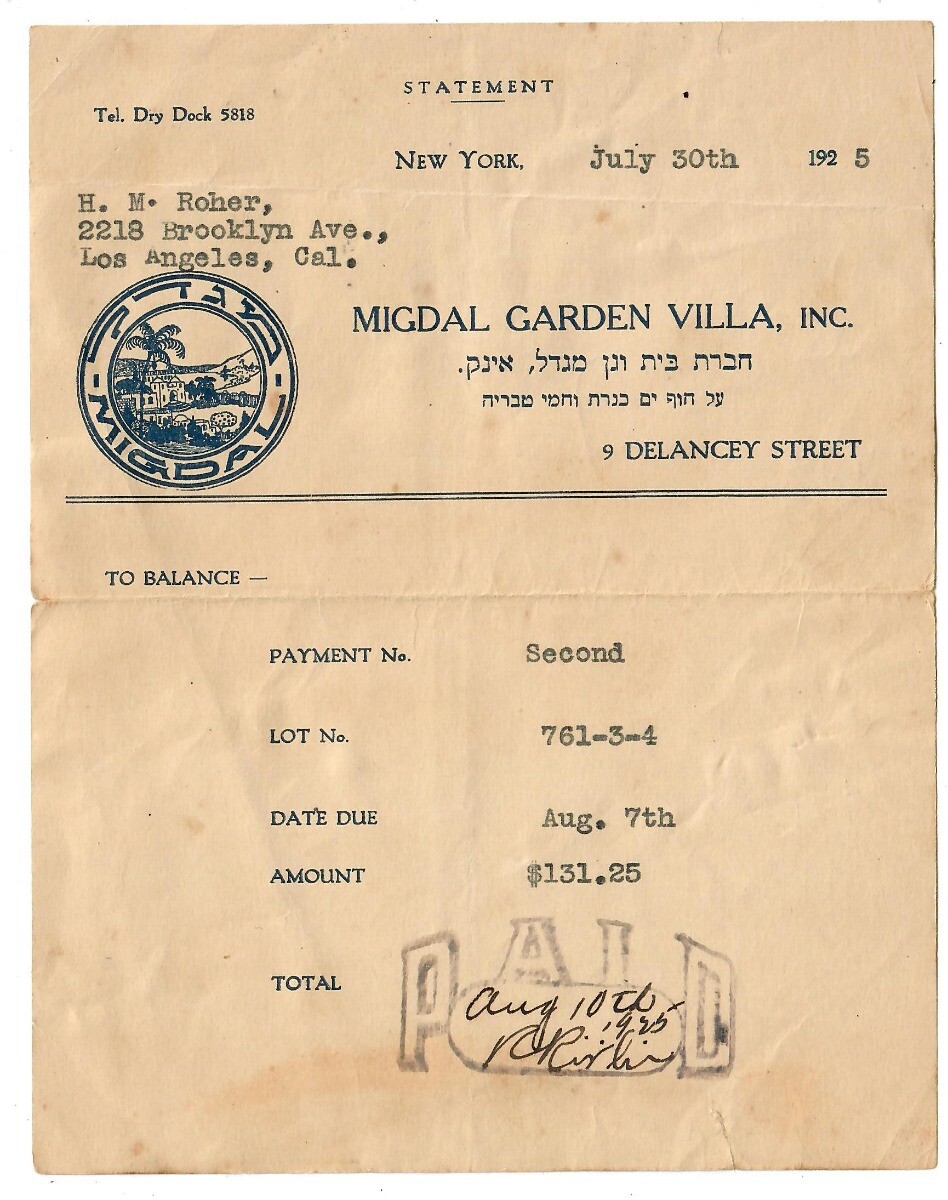 STATEMENT
Tel. Dry Dock 5818
NEW YORK, July 30th 192 5
H. M. Roher,
2218 Brooklyn Ave.,
Los Angeles, Cal.
מגדל
MIGDAL
MIGDAL GARDEN VILLA, INC.
חברת בית וגן מגדל, אינק.
על חוף ים כנרת וחמי טבריה
9 DELANCEY STREET
TO BALANCE —
PAYMENT No. Second
LOT No. 761-3-4
DATE DUE Aug. 7th
AMOUNT $131.25
TOTAL
PAID
Aug 10th
1925
Rivlin